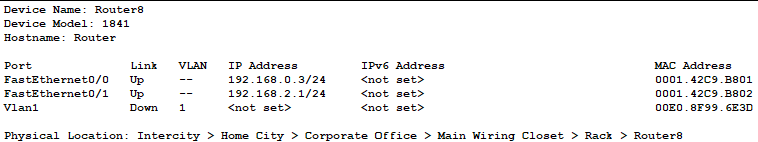 Device Name: Router8
Device Model: 1841
Hostname: Router
Port Link VLAN IP Address IPv6 Address MAC Address
FastEthernet0/0 Up -- 192.168.0.3/24 <not set> 0001.42C9.B801
FastEthernet0/1 Up -- 192.168.2.1/24 <not set> 0001.42C9.B802
Vlan1 Down 1 <not set> <not set> 00E0.8F99.6E3D
Physical Location: Intercity > Home City > Corporate Office > Main Wiring Closet > Rack > Router8